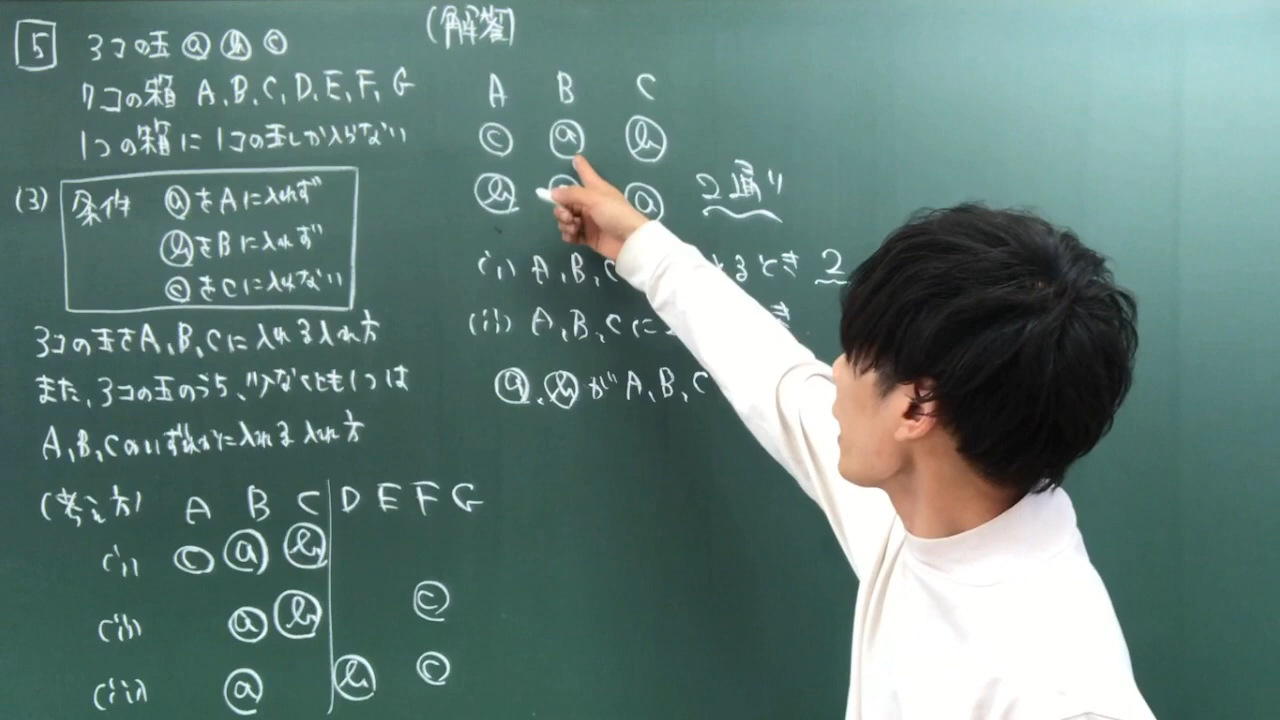 5 3コの玉 ⓐ ⓑ ⓒ
7コの箱 A, B, C, D, E, F, G
1つの箱に1コの玉しか入らない
(3) 条件 ⓐをAに入れず
ⓑをBに入れず
ⓒをCに入れない
3コの玉をA, B, Cに入れる入れ方
また、3コの玉のうち、少なくとも1つは
A, B, Cのいずれかに入れる入れ方
(考え方) A B C D E F G
(i) ⓒ ⓐ ⓑ
(ii) ⓐ ⓑ ⓒ
(iii) ⓐ ⓑ ⓒ
(解答)
A B C
ⓒ ⓐ ⓑ
ⓑ ⓐ 2通り
(i) A, B, C るとき 2
(ii) A, B, Cに き
ⓐ, ⓑが A, B, C